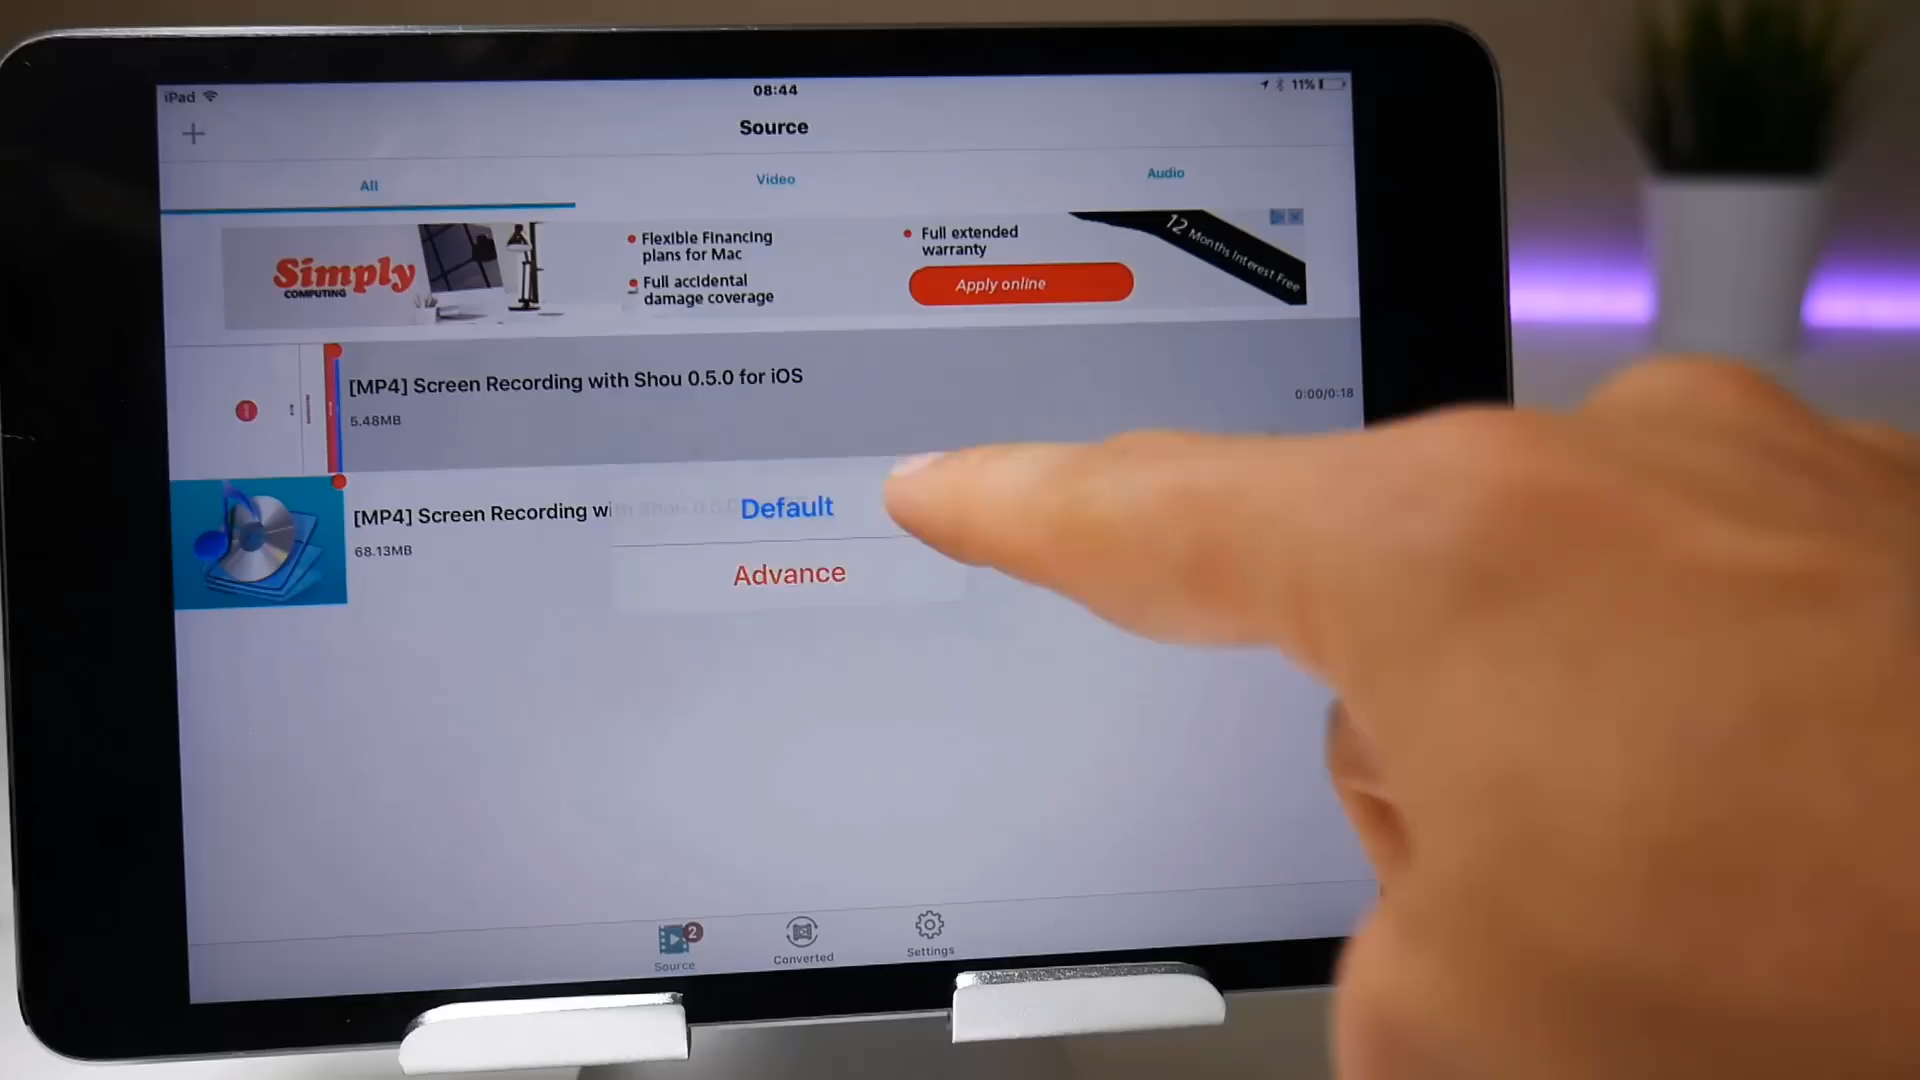 iPad
08:44
11%
Source
All
Video
Audio
Simply
COMPUTING
Flexible Financing
plans for Mac
Full accidental
damage coverage
Full extended
warranty
Apply online
12 Months Interest Free
[MP4] Screen Recording with Shou 0.5.0 for iOS
5.48MB
0:00/0:18
[MP4] Screen Recording with Shou
68.13MB
Default
Advance
2
Source
Converted
Settings